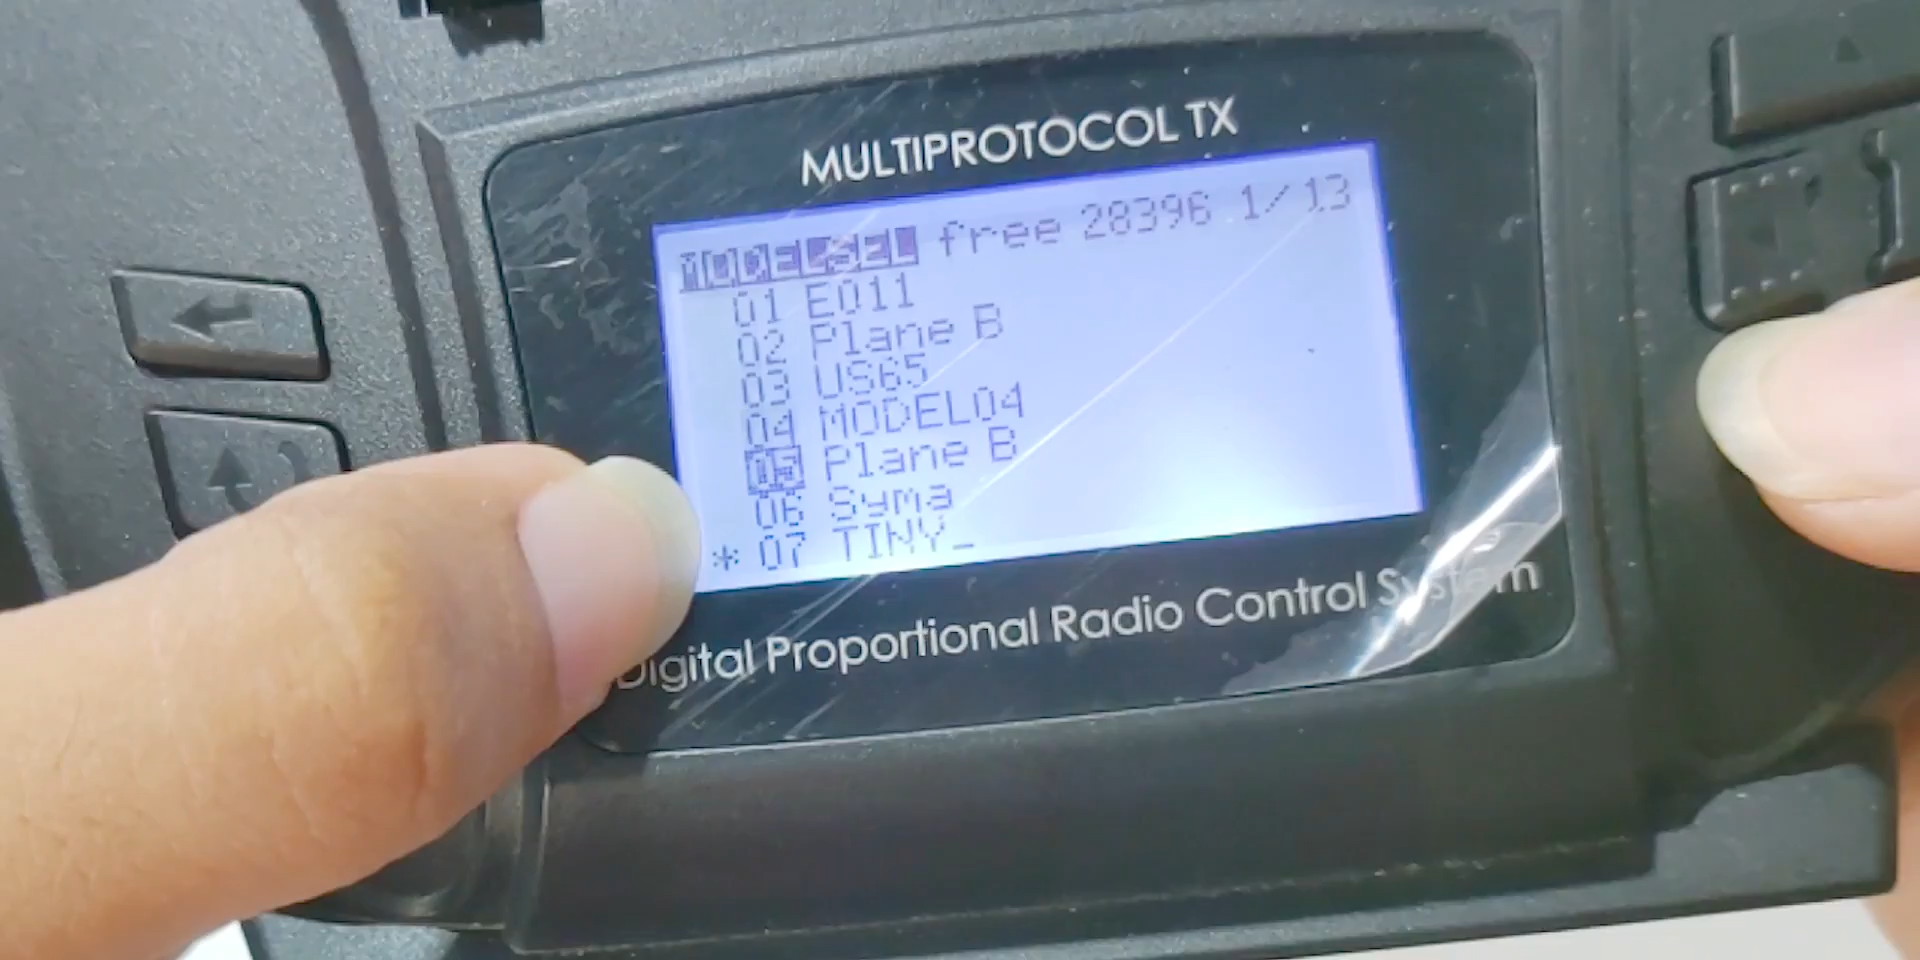 MULTIPROTOCOL TX
MODELSEL free 28396 1/13
01 E011
02 Plane B
03 US65
04 MODEL04
05 Plane B
06 Syma
* 07 TINY_
Digital Proportional Radio Control System